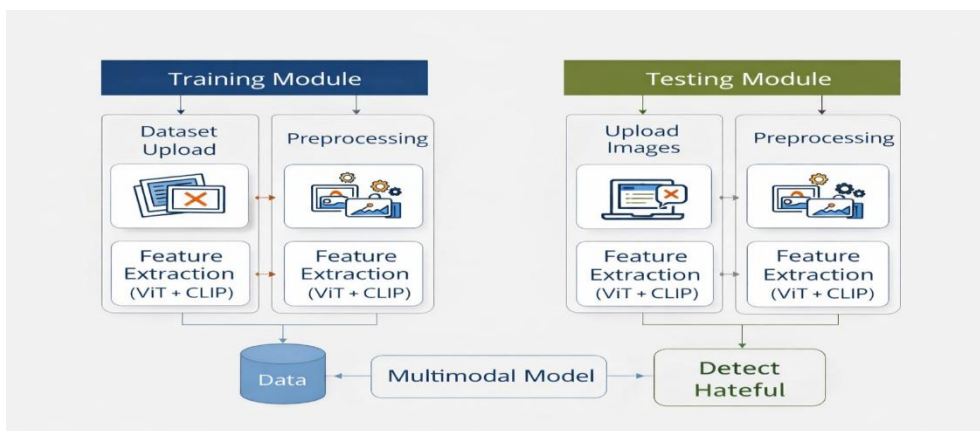 Training Module
Dataset
Upload
Preprocessing
Feature
Extraction
(ViT + CLIP)
Feature
Extraction
(ViT + CLIP)
Data
Multimodal Model
Testing Module
Upload
Images
Preprocessing
Feature
Extraction
(ViT + CLIP)
Feature
Extraction
(ViT + CLIP)
Detect
Hateful